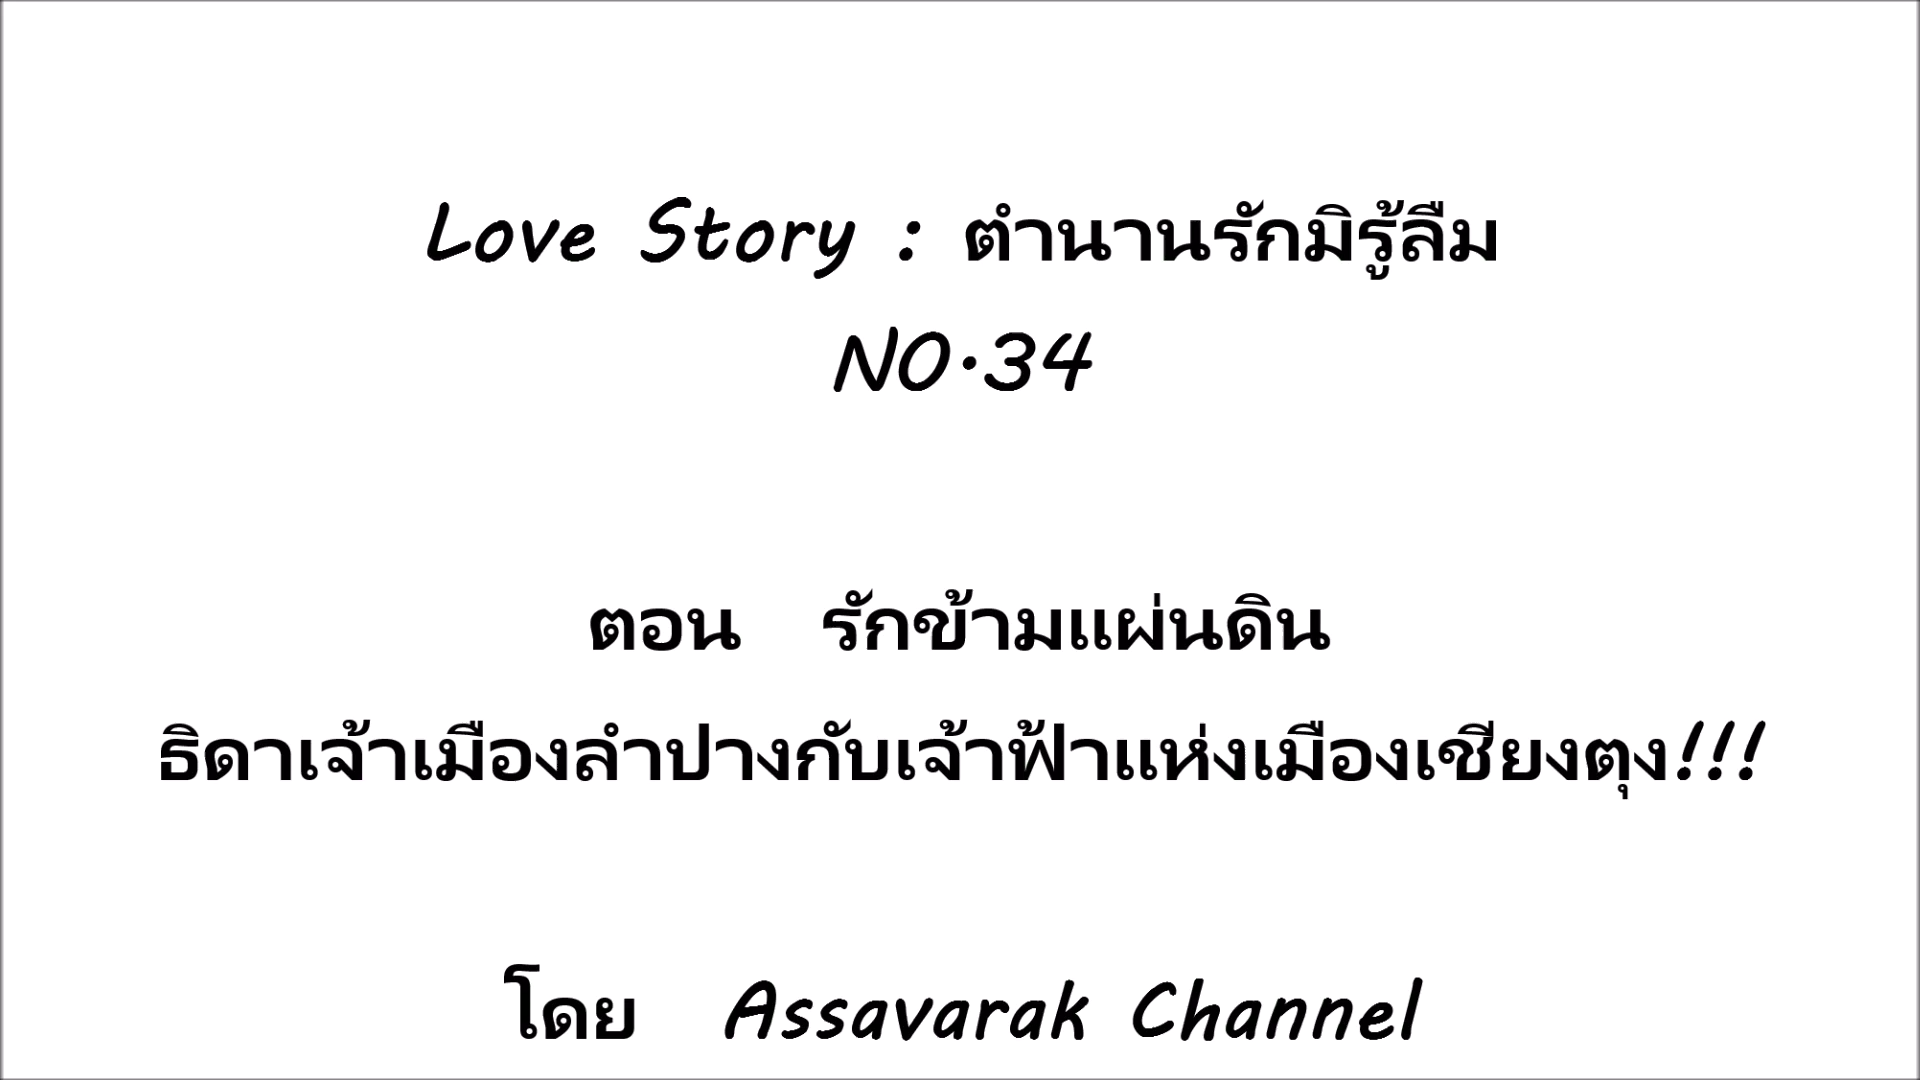 Love Story : ตำนานรักมิรู้ลืม
NO.34
ตอน รักข้ามแผ่นดิน
ธิดาเจ้าเมืองลำปางกับเจ้าฟ้าแห่งเมืองเชียงตุง!!!
โดย Assavarak Channel